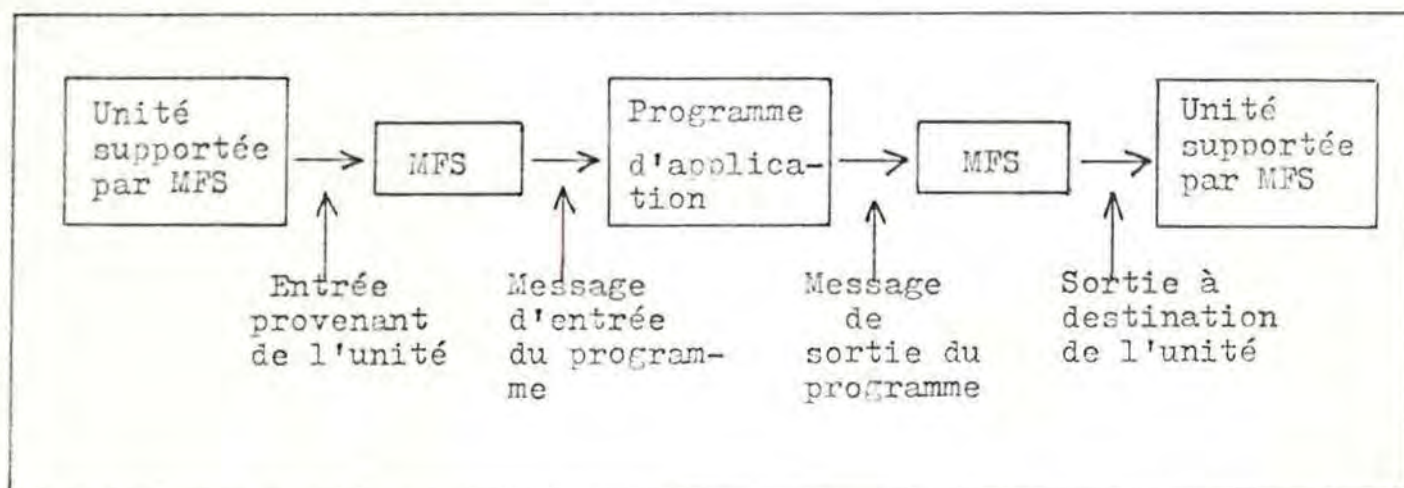 Unité
supportée
par MFS
MFS
Programme
d'applica-
tion
MFS
Unité
supportée
par MFS
Entrée
provenant
de l'unité
Message
d'entrée
du program-
me
Message
de
sortie du
programme
Sortie à
destination
de l'unité